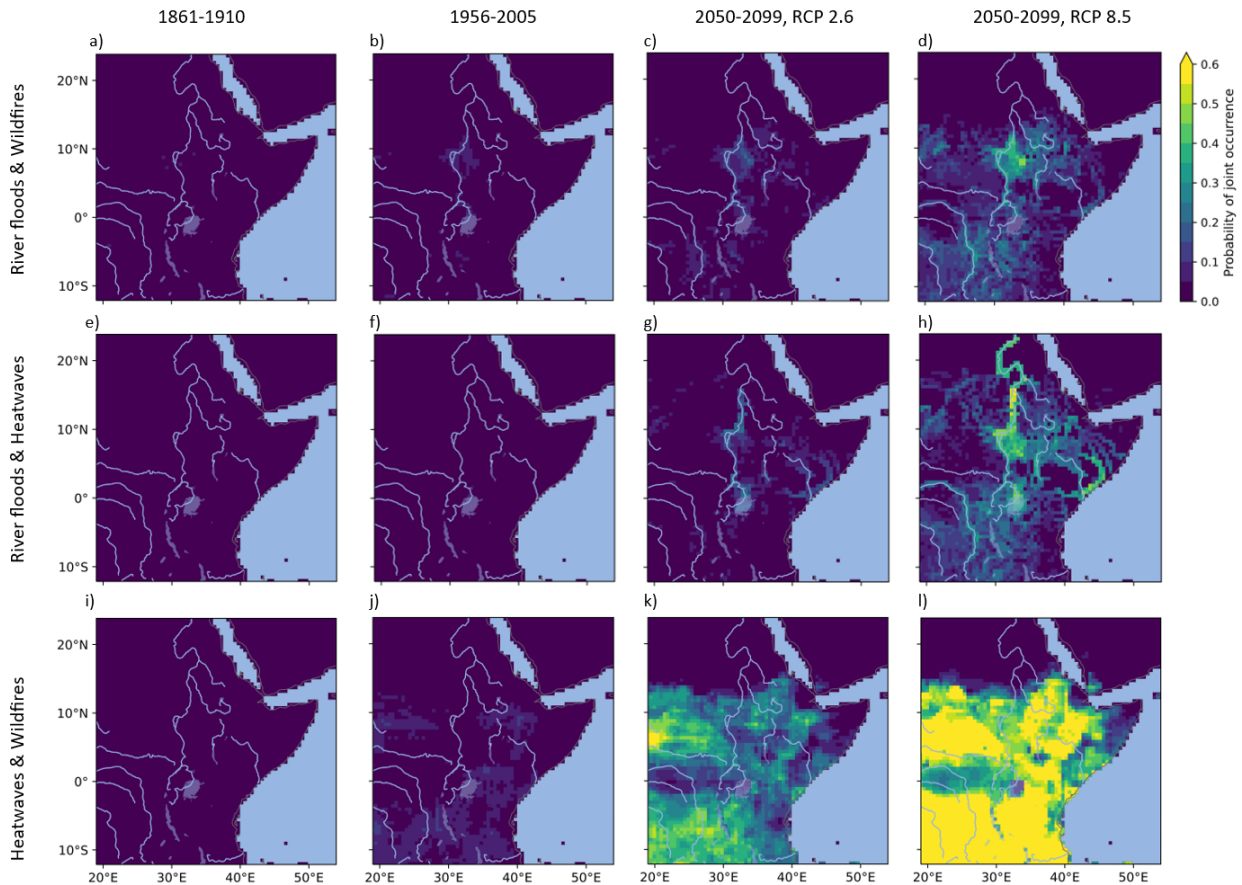 1861-1910 1956-2005 2050-2099, RCP 2.6 2050-2099, RCP 8.5
River floods & Wildfires
a) b) c) d)
20°N
10°N
0°
10°S
0.6
0.5
0.4
0.3
0.2
0.1
0.0
Probability of joint occurrence
River floods & Heatwaves
e) f) g) h)
20°N
10°N
0°
10°S
Heatwaves & Wildfires
i) j) k) l)
20°N
10°N
0°
10°S
20°E 30°E 40°E 50°E 20°E 30°E 40°E 50°E 20°E 30°E 40°E 50°E 20°E 30°E 40°E 50°E